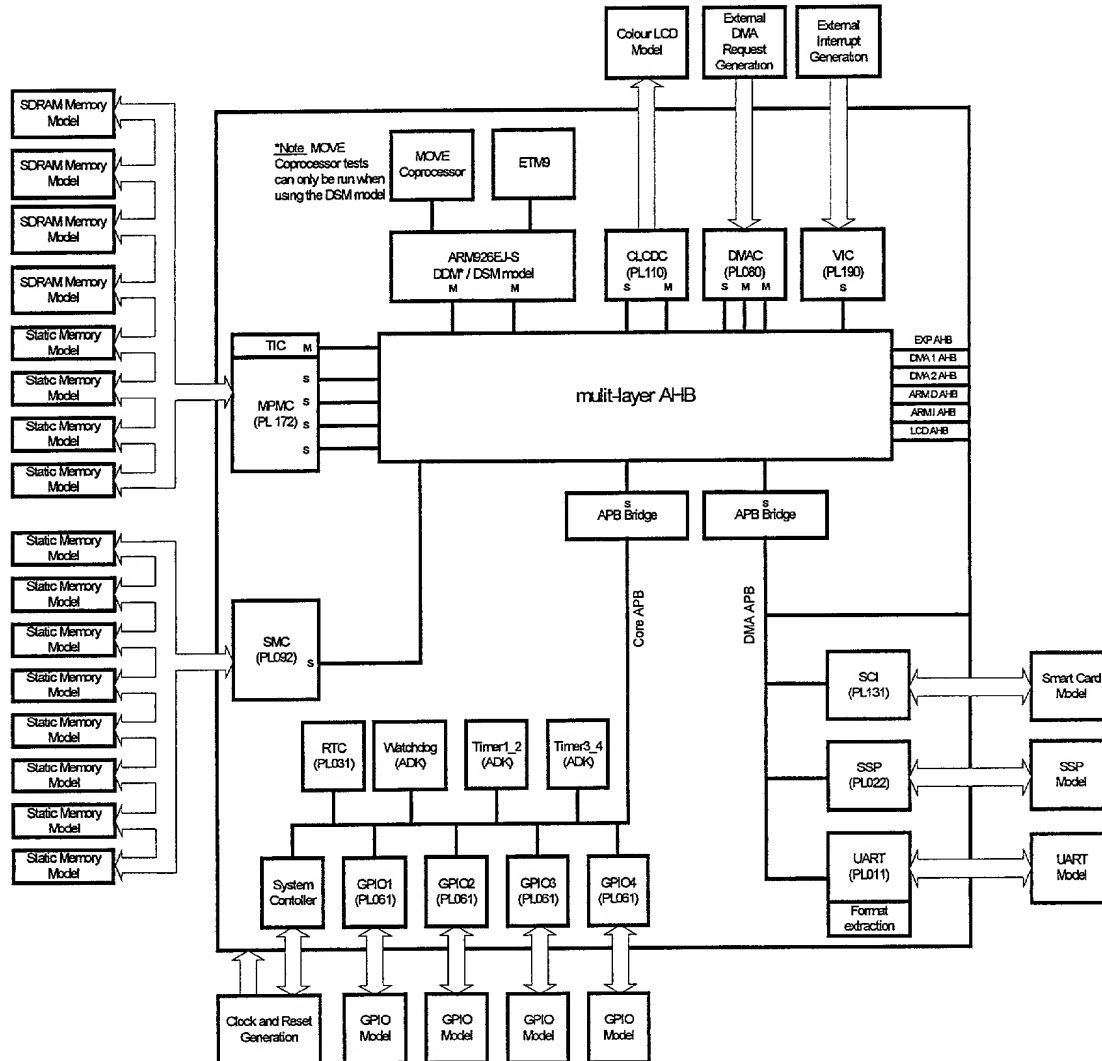 Colour LCD
Model
External
DMA
Request
Generation
External
Interrupt
Generation
SDRAM Memory
Model
SDRAM Memory
Model
SDRAM Memory
Model
SDRAM Memory
Model
Static Memory
Model
Static Memory
Model
Static Memory
Model
Static Memory
Model
*Note MOVE
Coprocessor tests
can only be run when
using the DSM model
MOVE
Coprocessor
ETM9
ARM926EJ-S
DDM* / DSM model
M M
CLCDC
(PL110)
S M
DMAC
(PL080)
S M M
VIC
(PL190)
S
TIC M
MPMC
(PL 172)
S
S
S
S
mulit-layer AHB
EXP AHB
DMA 1 AHB
DMA 2 AHB
ARM D AHB
ARM I AHB
LCD AHB
S
APB Bridge
S
APB Bridge
Core APB
DMA APB
Static Memory
Model
Static Memory
Model
Static Memory
Model
Static Memory
Model
Static Memory
Model
Static Memory
Model
Static Memory
Model
Static Memory
Model
SMC
(PL092)
S
SCI
(PL131)
Smart Card
Model
SSP
(PL022)
SSP
Model
UART
(PL011)
Format
extraction
UART
Model
RTC
(PL031)
Watchdog
(ADK)
Timer1_2
(ADK)
Timer3_4
(ADK)
System
Contoller
GPIO1
(PL061)
GPIO2
(PL061)
GPIO3
(PL061)
GPIO4
(PL061)
Clock and Reset
Generation
GPIO
Model
GPIO
Model
GPIO
Model
GPIO
Model